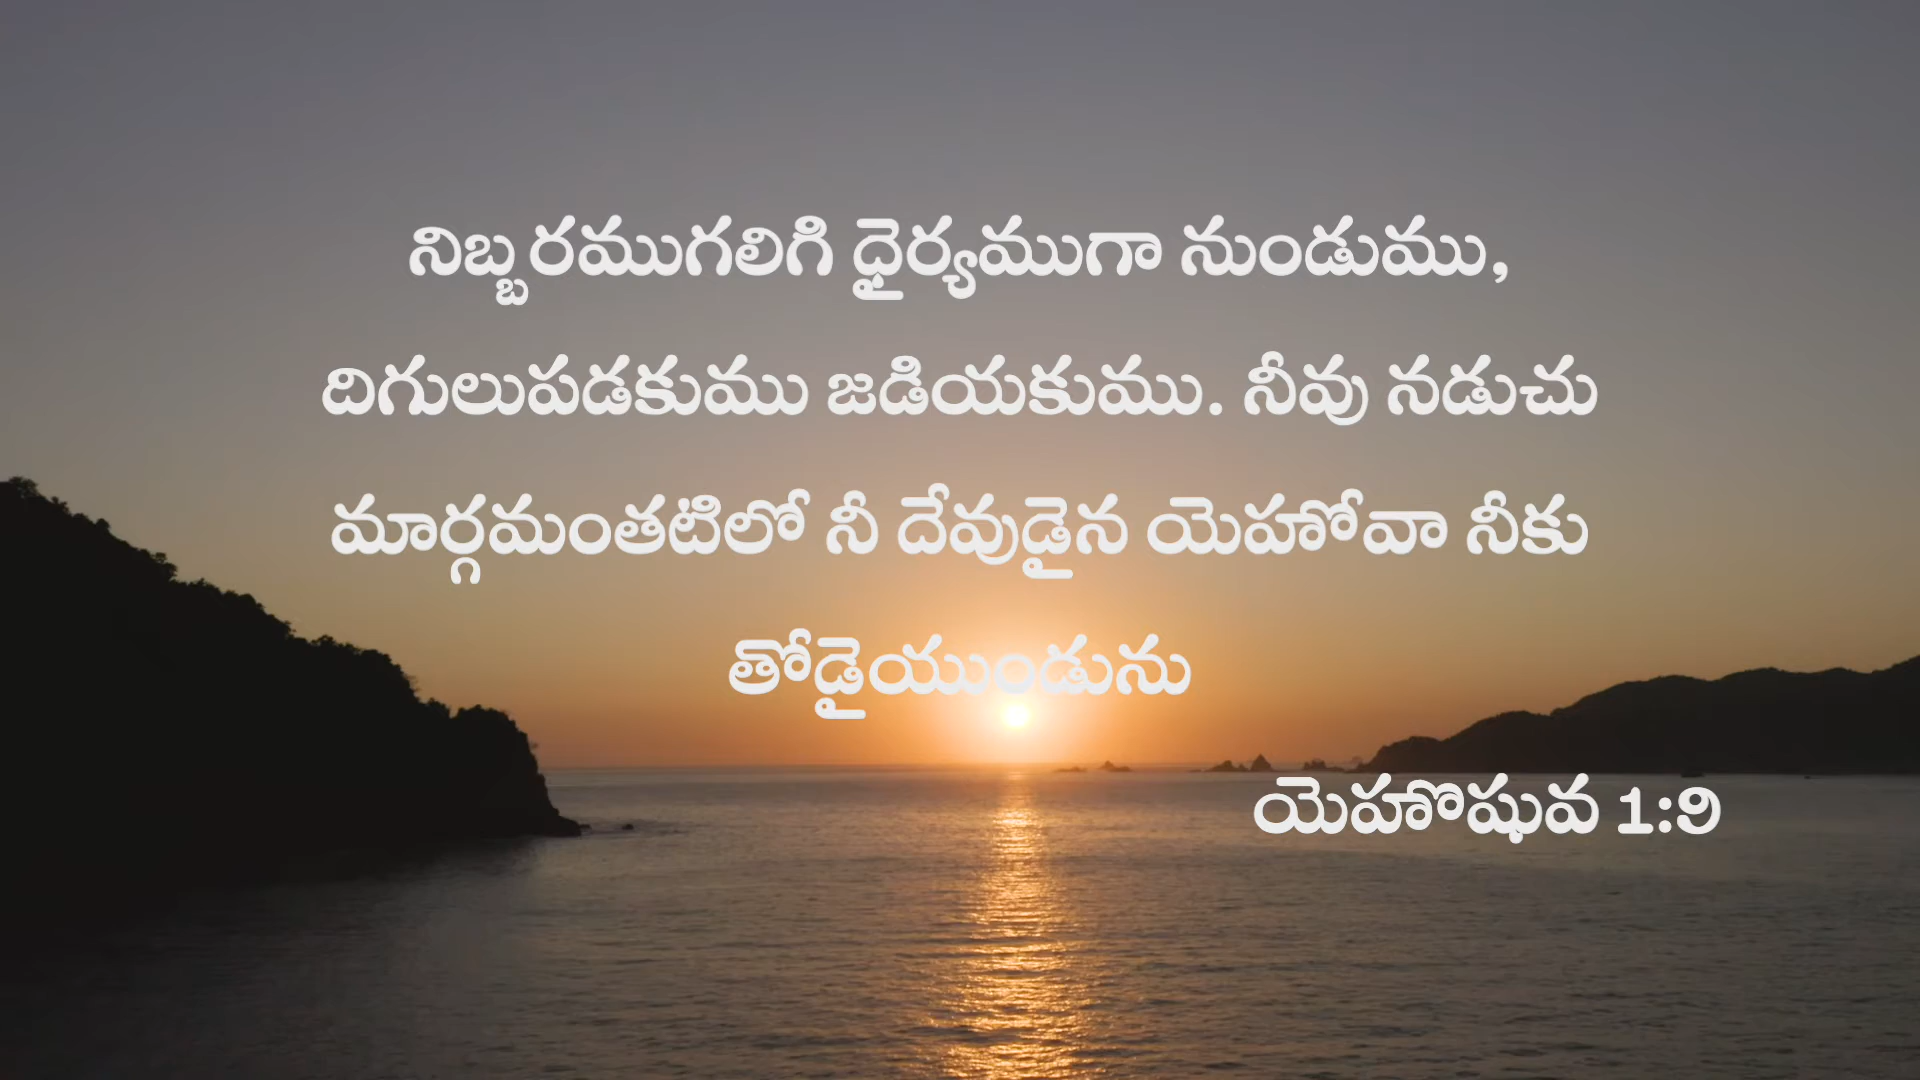 నిబ్బరముగలిగి ధైర్యముగా నుండుము,
దిగులుపడకుము జడియకుము. నీవు నడుచు
మార్గమంతటిలో నీ దేవుడైన యెహోవా నీకు
తోడైయుండును
యెహొషువ 1:9